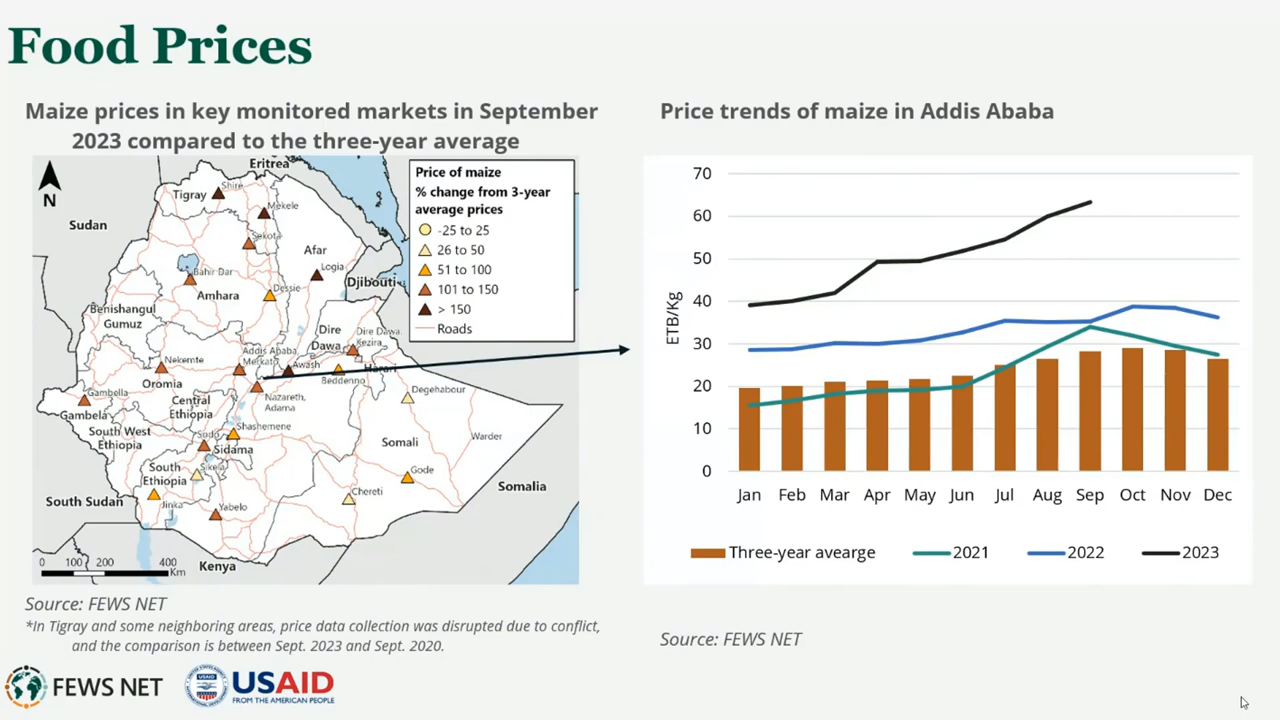 Food Prices
Maize prices in key monitored markets in September
2023 compared to the three-year average
Eritrea
Shire
Tigray
Mekele
Sudan
Sekota
Afar
Logia
Bahir Dar
Djibouti
Amhara
Dessie
Benishangul
Gumuz
Dire
Dawa
Dire Dawa,
Kezira
Addis Ababa,
Merkato
Awash
Nekemte
Harari
Beddenno
Oromia
Degehabour
Gambella
Gambela
Central
Ethiopia
Nazareth,
Adama
South West
Ethiopia
Shashemene
Sodo
Sidama
Somali
Warder
South
Ethiopia
Sikela
Gode
Somalia
Jinka
Chereti
South Sudan
Yabelo
Kenya
N
Price of maize
% change from 3-year
average prices
-25 to 25
26 to 50
51 to 100
101 to 150
> 150
Roads
0 100 200 400
Km
Source: FEWS NET
*In Tigray and some neighboring areas, price data collection was disrupted due to conflict,
and the comparison is between Sept. 2023 and Sept. 2020.
Price trends of maize in Addis Ababa
ETB/Kg
70
60
50
40
30
20
10
0
Jan Feb Mar Apr May Jun Jul Aug Sep Oct Nov Dec
Three-year avearge 2021 2022 2023
Source: FEWS NET
FEWS NET
USAID
USAID
FROM THE AMERICAN PEOPLE